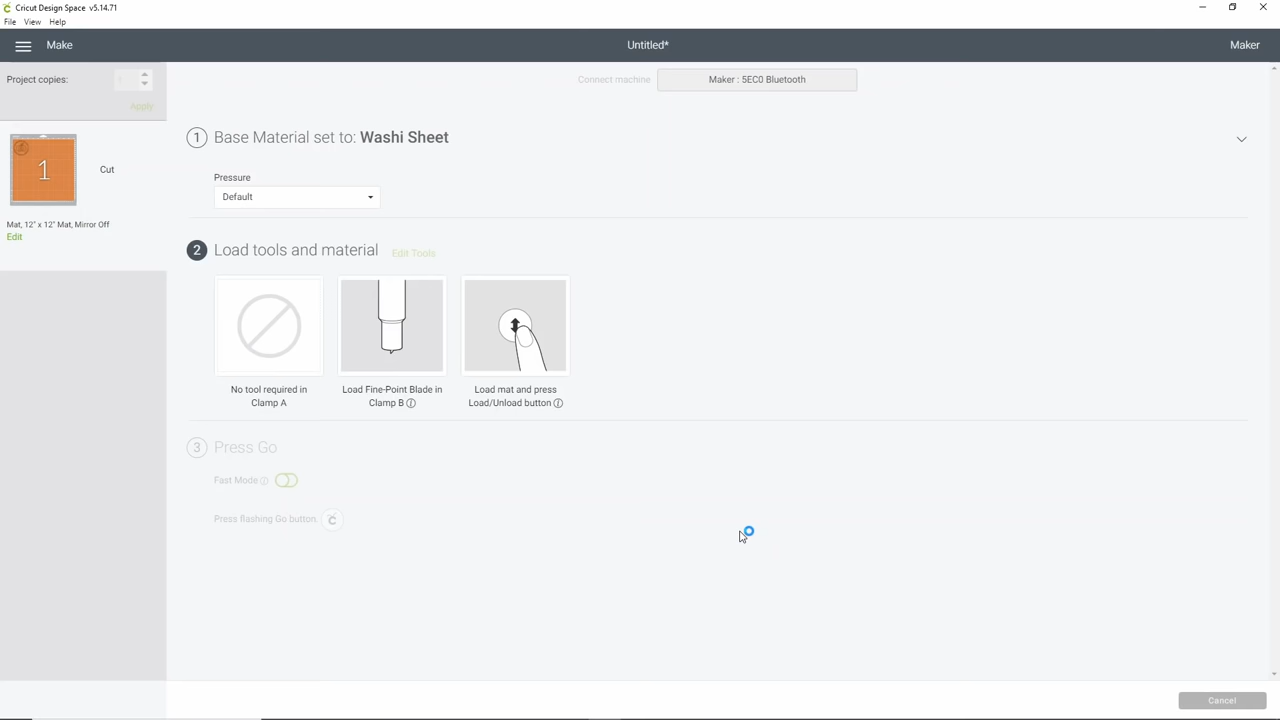 Cricut Design Space v5.14.71
File View Help
Make
Untitled*
Maker
Project copies:
Apply
Connect machine
Maker : 5EC0 Bluetooth
1
Cut
Mat, 12" x 12" Mat, Mirror Off
Edit
1 Base Material set to: Washi Sheet
Pressure
Default
2 Load tools and material Edit Tools
No tool required in
Clamp A
Load Fine-Point Blade in
Clamp B
Load mat and press
Load/Unload button
3 Press Go
Fast Mode
Press flashing Go button.
Cancel